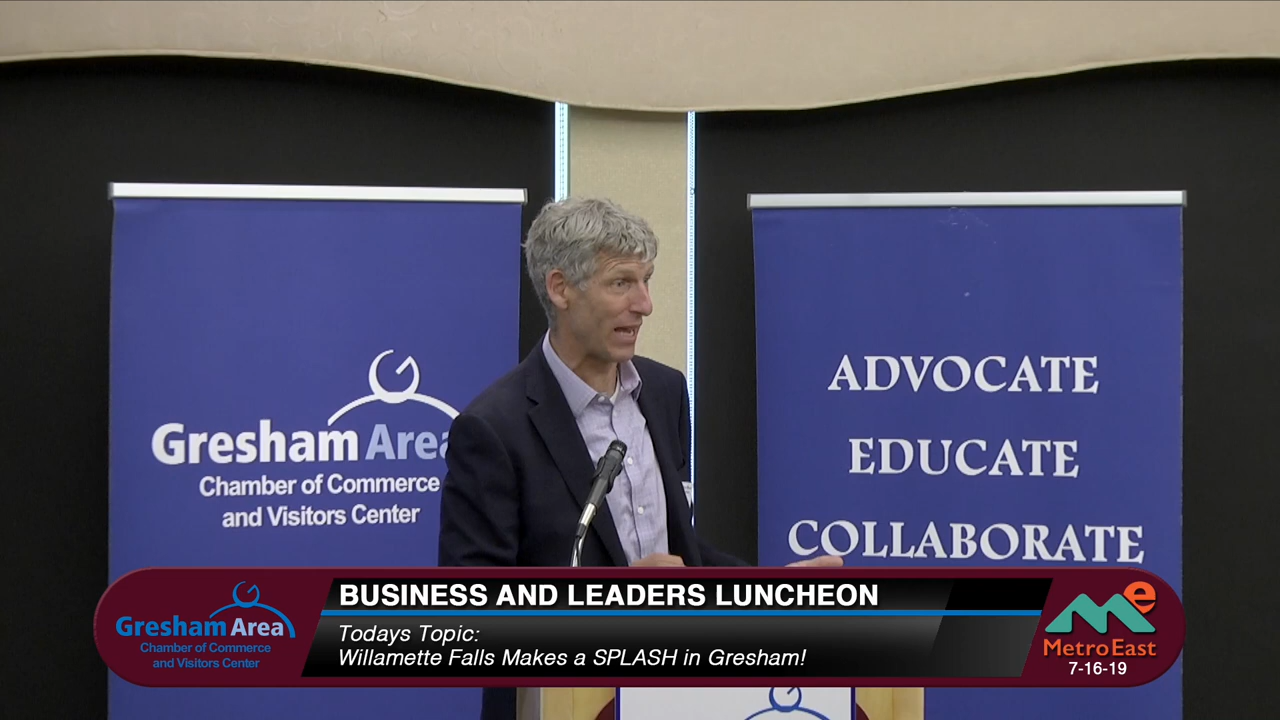 Gresham Area
Chamber of Commerce
and Visitors Center
ADVOCATE
EDUCATE
COLLABORATE
Gresham Area
Chamber of Commerce
and Visitors Center
BUSINESS AND LEADERS LUNCHEON
Todays Topic:
Willamette Falls Makes a SPLASH in Gresham!
Me
MetroEast
7-16-19